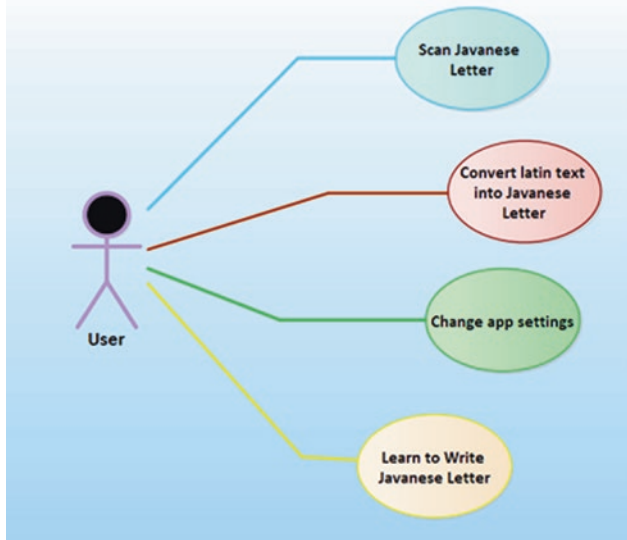 Scan Javanese
Letter
Convert latin text
into Javanese
Letter
User
Change app settings
Learn to Write
Javanese Letter